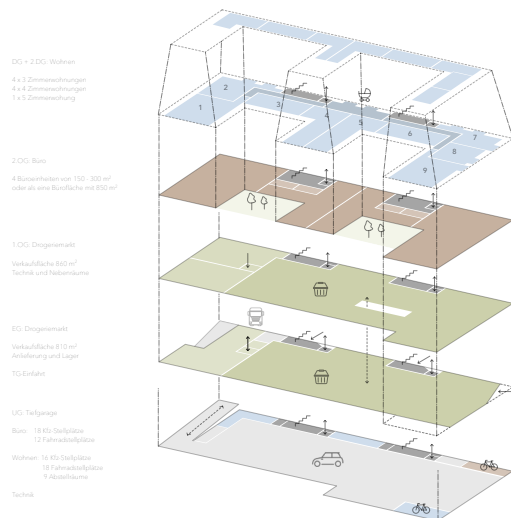 DG + 2.DG: Wohnen
4 x 3 Zimmerwohnungen
4 x 4 Zimmerwohnungen
1 x 5 Zimmerwohung
1
2
3
4
5
6
7
8
9
2.OG: Büro
4 Büroeinheiten von 150 - 300 m²
oder als eine Bürofläche mit 850 m²
1.OG: Drogeriemarkt
Verkaufsfläche 860 m²
Technik und Nebenräume
EG: Drogeriemarkt
Verkaufsfläche 810 m²
Anlieferung und Lager
TG-Einfahrt
UG: Tiefgarage
Büro: 18 Kfz-Stellplätze
12 Fahrradstellplätze
Wohnen: 16 Kfz-Stellplätze
18 Fahrradstellplätze
9 Abstellräume
Technik